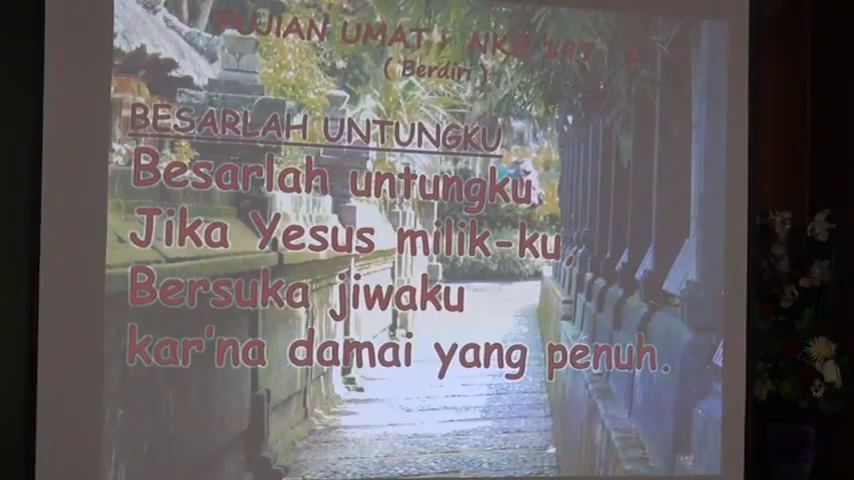 PUJIAN UMAT : NKB 197
( Berdiri )
BESARLAH UNTUNGKU
Besarlah untungku,
Jika Yesus milik-ku,
Bersuka jiwaku
kar'na damai yang penuh.